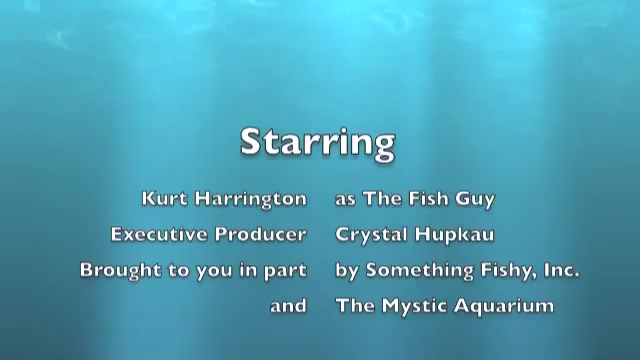 Starring
Kurt Harrington as The Fish Guy
Executive Producer Crystal Hupkau
Brought to you in part by Something Fishy, Inc.
and The Mystic Aquarium